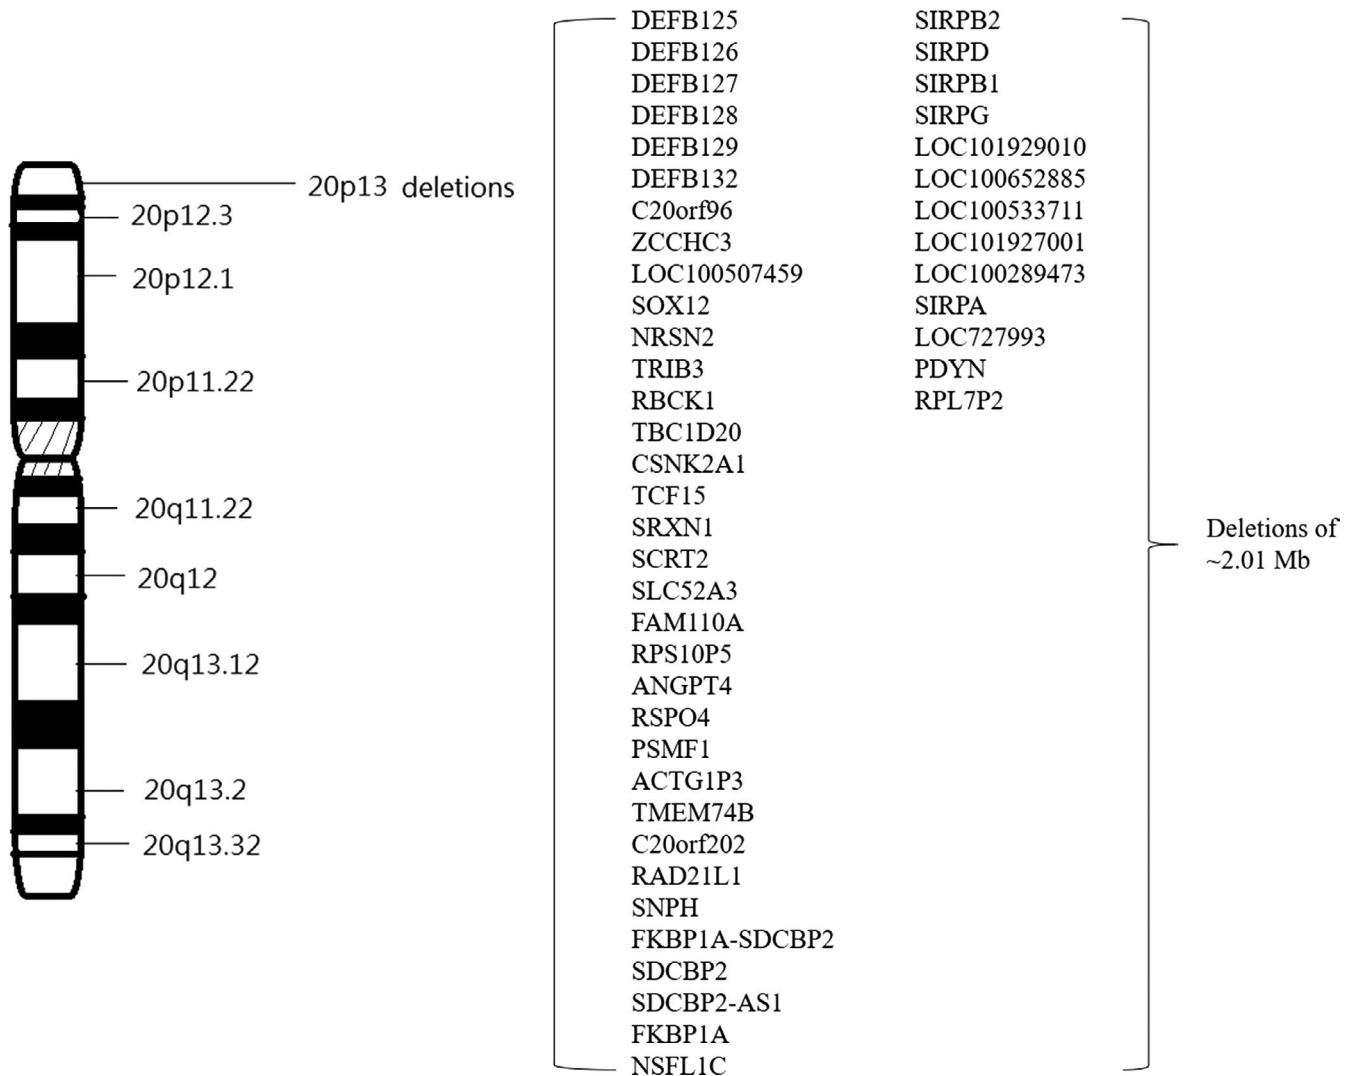 20p13 deletions
20p12.3
20p12.1
20p11.22
20q11.22
20q12
20q13.12
20q13.2
20q13.32
DEFB125
DEFB126
DEFB127
DEFB128
DEFB129
DEFB132
C20orf96
ZCCHC3
LOC100507459
SOX12
NRSN2
TRIB3
RBCK1
TBC1D20
CSNK2A1
TCF15
SRXN1
SCRT2
SLC52A3
FAM110A
RPS10P5
ANGPT4
RSPO4
PSMF1
ACTG1P3
TMEM74B
C20orf202
RAD21L1
SNPH
FKBP1A-SDCBP2
SDCBP2
SDCBP2-AS1
FKBP1A
NSFL1C
SIRPB2
SIRPD
SIRPB1
SIRPG
LOC101929010
LOC100652885
LOC100533711
LOC101927001
LOC100289473
SIRPA
LOC727993
PDYN
RPL7P2
Deletions of
~2.01 Mb